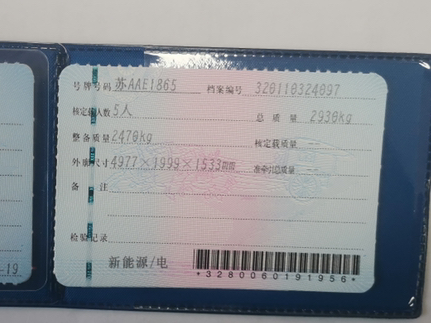 号牌号码 苏AAE1865 档案编号 320110324097
核定载人数 5人 总质量 2930kg
整备质量 2470kg 核定载质量 --
外廓尺寸 4977×1999×1533mm 准牵引总质量 --
备注
检验记录
新能源/电
*3280060191956*
-19